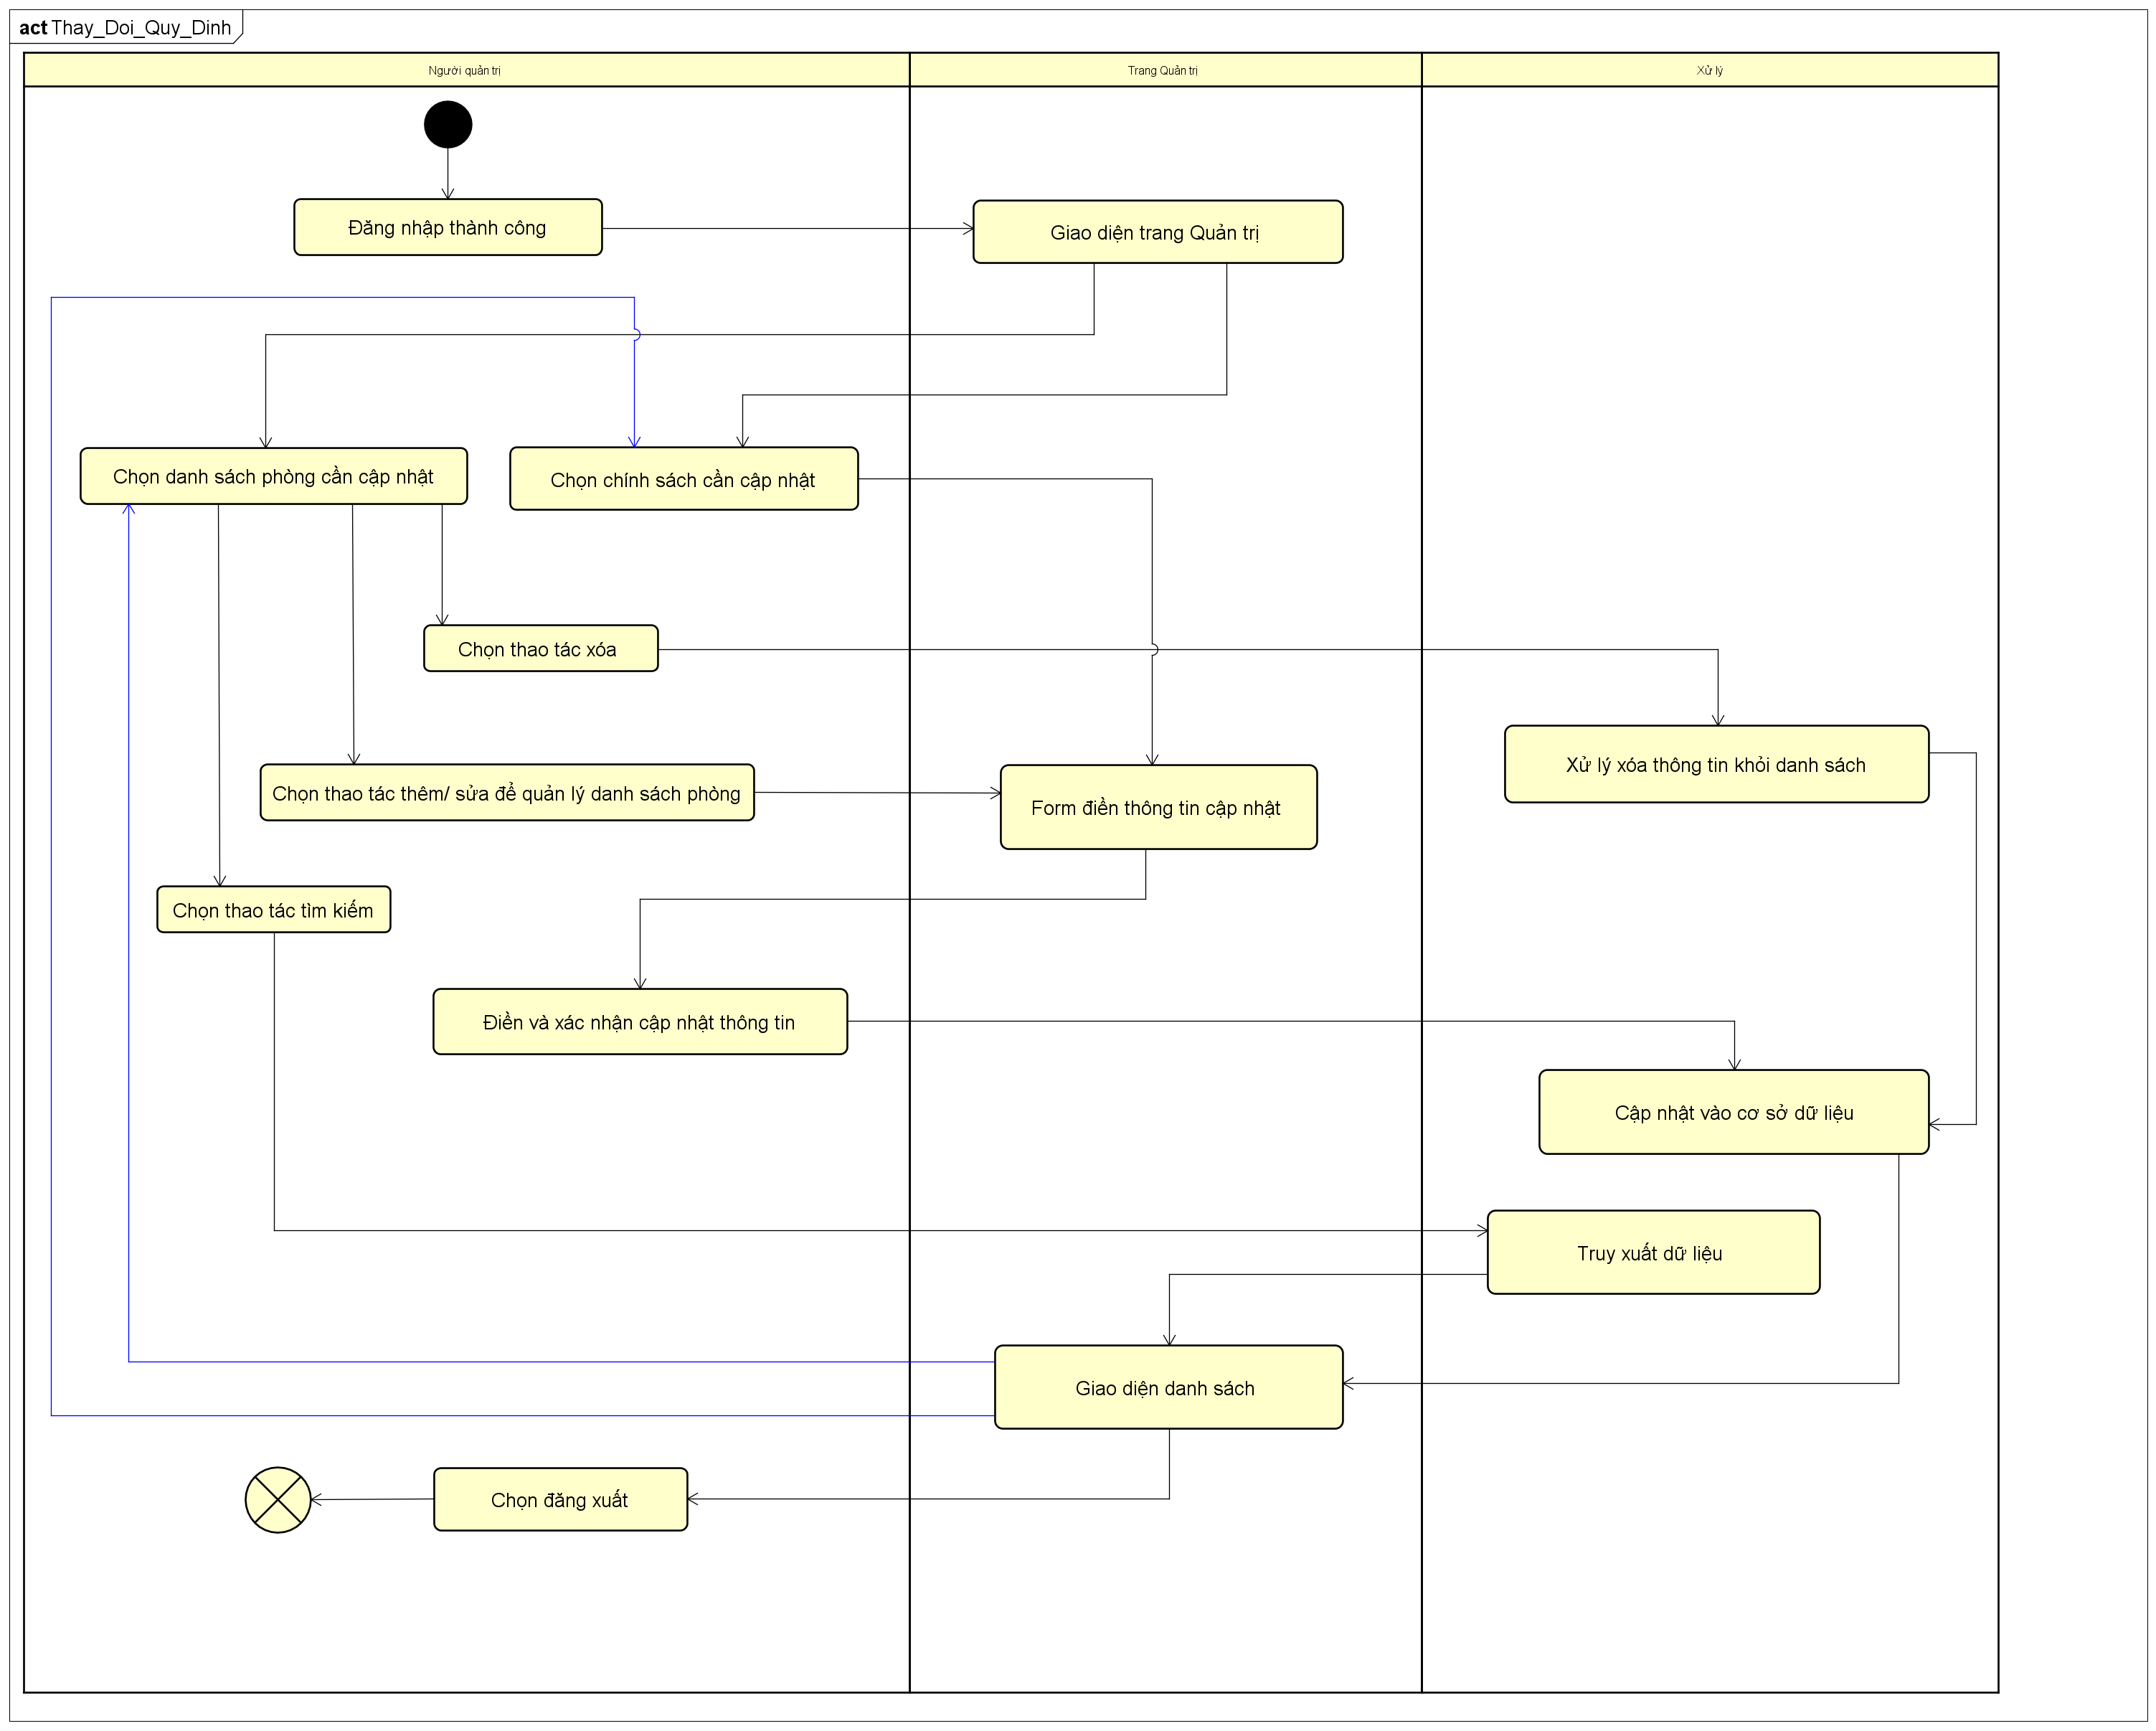 act Thay_Doi_Quy_Dinh
Người quản trị
Trang Quản trị
Xử lý
Đăng nhập thành công
Giao diện trang Quản trị
Chọn danh sách phòng cần cập nhật
Chọn chính sách cần cập nhật
Chọn thao tác xóa
Xử lý xóa thông tin khỏi danh sách
Chọn thao tác thêm/ sửa để quản lý danh sách phòng
Form điền thông tin cập nhật
Chọn thao tác tìm kiếm
Điền và xác nhận cập nhật thông tin
Cập nhật vào cơ sở dữ liệu
Truy xuất dữ liệu
Giao diện danh sách
Chọn đăng xuất